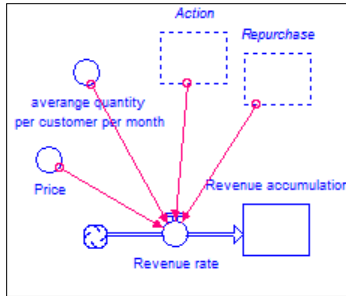 Action
Repurchase
averange quantity
per customer per month
Price
Revenue accumulation
Revenue rate